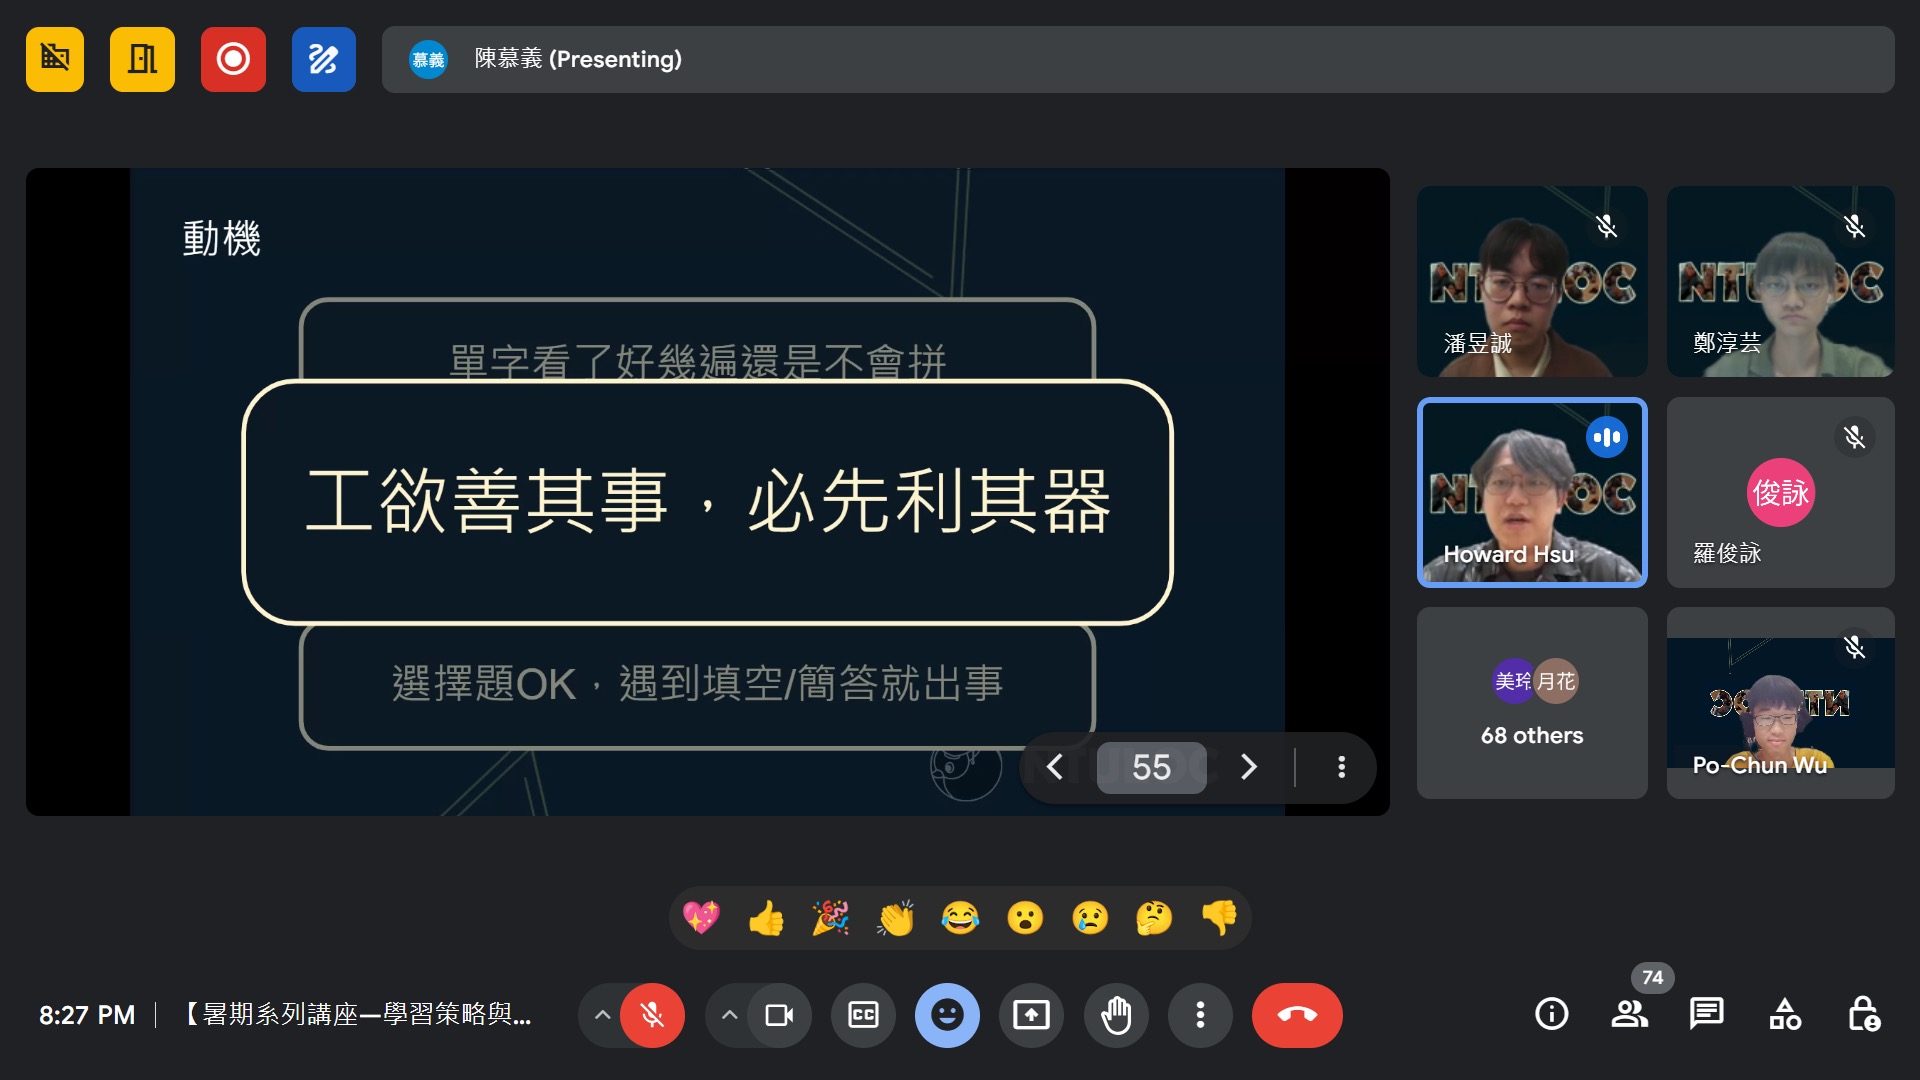 慕義 陳慕義 (Presenting)
動機
單字看了好幾遍還是不會拼
工欲善其事，必先利其器
選擇題OK，遇到填空/簡答就出事
55
潘昱誠
鄭淳芸
Howard Hsu
俊詠
羅俊詠
美玲 月花
68 others
Po-Chun Wu
74
8:27 PM
【暑期系列講座—學習策略與...